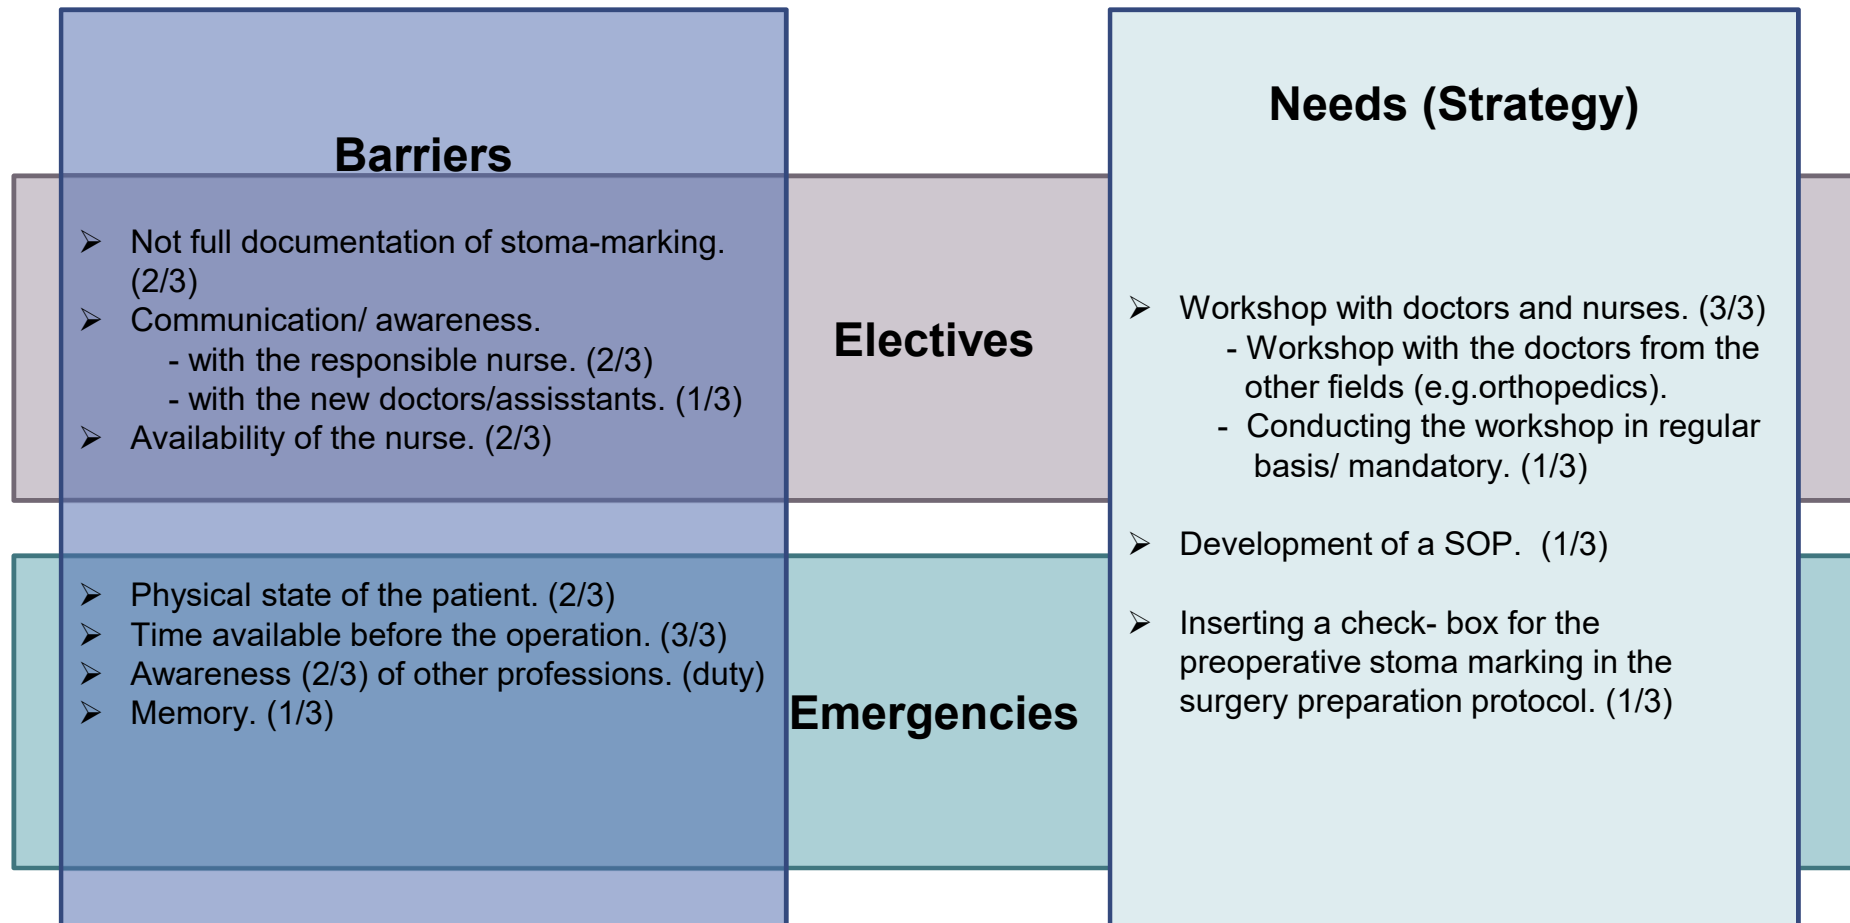 Barriers
➢ Not full documentation of stoma-marking.
(2/3)
➢ Communication/ awareness.
- with the responsible nurse. (2/3)
- with the new doctors/assisstants. (1/3)
➢ Availability of the nurse. (2/3)
➢ Physical state of the patient. (2/3)
➢ Time available before the operation. (3/3)
➢ Awareness (2/3) of other professions. (duty)
➢ Memory. (1/3)
Electives
Emergencies
Needs (Strategy)
➢ Workshop with doctors and nurses. (3/3)
- Workshop with the doctors from the
other fields (e.g.orthopedics).
- Conducting the workshop in regular
basis/ mandatory. (1/3)
➢ Development of a SOP. (1/3)
➢ Inserting a check- box for the
preoperative stoma marking in the
surgery preparation protocol. (1/3)